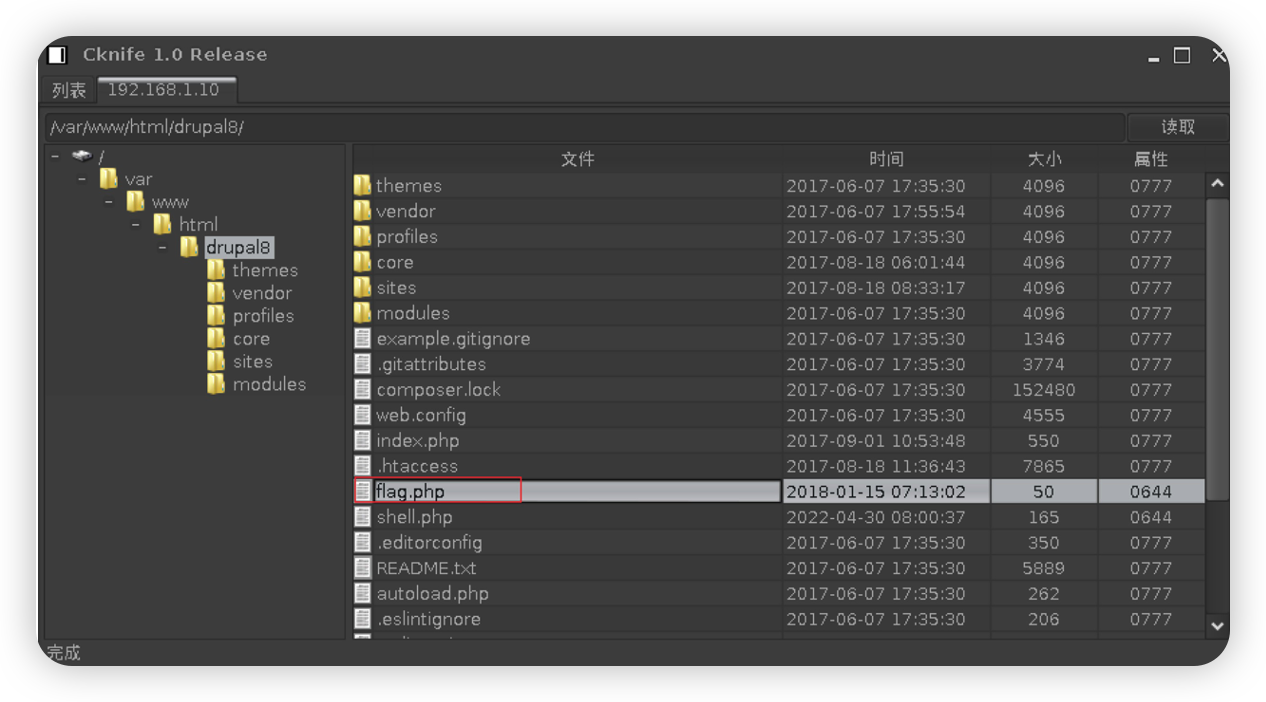 Cknife 1.0 Release
列表 192.168.1.10
/var/www/html/drupal8/ 读取
/
var
www
html
drupal8
themes
vendor
profiles
core
sites
modules
文件 时间 大小 属性
themes 2017-06-07 17:35:30 4096 0777
vendor 2017-06-07 17:55:54 4096 0777
profiles 2017-06-07 17:35:30 4096 0777
core 2017-08-18 06:01:44 4096 0777
sites 2017-08-18 08:33:17 4096 0777
modules 2017-06-07 17:35:30 4096 0777
example.gitignore 2017-06-07 17:35:30 1346 0777
.gitattributes 2017-06-07 17:35:30 3774 0777
composer.lock 2017-06-07 17:35:30 152480 0777
web.config 2017-06-07 17:35:30 4555 0777
index.php 2017-09-01 10:53:48 550 0777
.htaccess 2017-08-18 11:36:43 7865 0777
flag.php 2018-01-15 07:13:02 50 0644
shell.php 2022-04-30 08:00:37 165 0644
.editorconfig 2017-06-07 17:35:30 350 0777
README.txt 2017-06-07 17:35:30 5889 0777
autoload.php 2017-06-07 17:35:30 262 0777
.eslintignore 2017-06-07 17:35:30 206 0777
完成